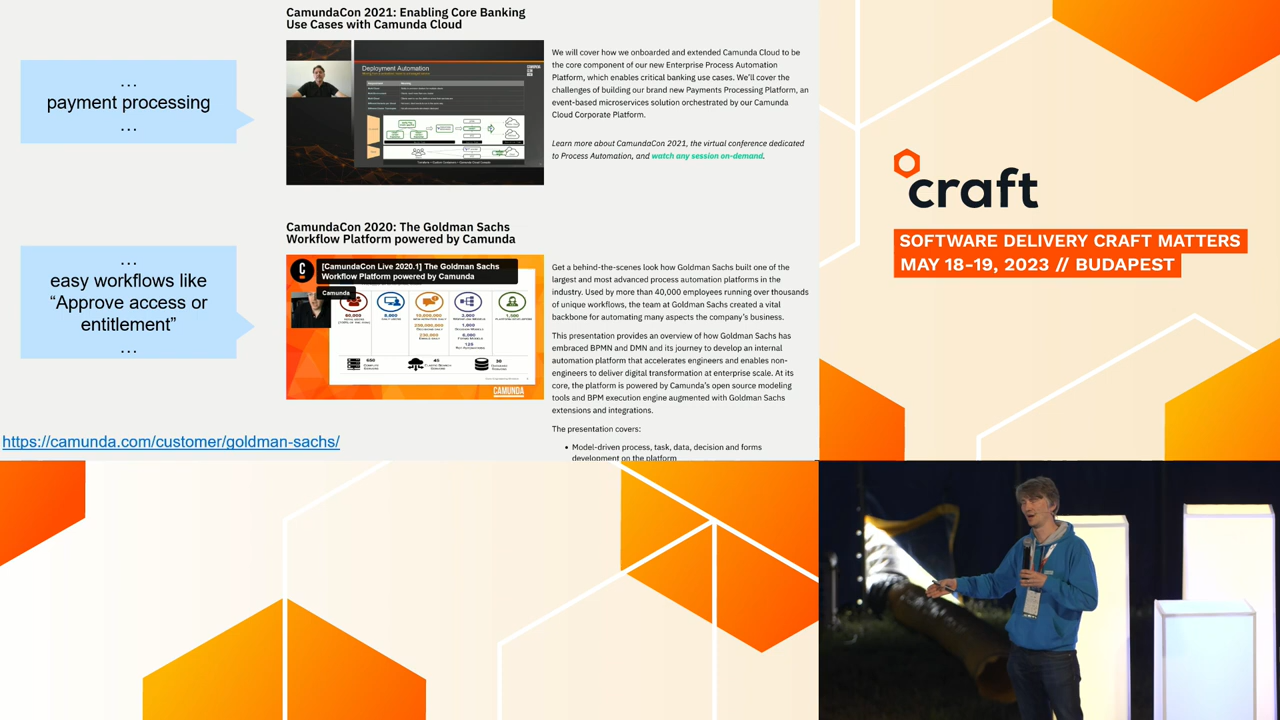 ...
payment processing
...
CamundaCon 2021: Enabling Core Banking
Use Cases with Camunda Cloud
Deployment Automation
We will cover how we onboarded and extended Camunda Cloud to be
the core component of our new Enterprise Process Automation
Platform, which enables critical banking use cases. We'll cover the
challenges of building our brand new Payments Processing Platform, an
event-based microservices solution orchestrated by our Camunda
Cloud Corporate Platform.
Learn more about CamundaCon 2021, the virtual conference dedicated
to Process Automation, and watch any session on-demand.
...
easy workflows like
“Approve access or
entitlement”
...
CamundaCon 2020: The Goldman Sachs
Workflow Platform powered by Camunda
[CamundaCon Live 2020.1] The Goldman Sachs
Workflow Platform powered by Camunda
Camunda
CAMUNDA
Get a behind-the-scenes look how Goldman Sachs built one of the
largest and most advanced process automation platforms in the
industry. Used by more than 40,000 employees running over thousands
of unique workflows, the team at Goldman Sachs created a vital
backbone for automating many aspects the company's business.
This presentation provides an overview of how Goldman Sachs has
embraced BPMN and DMN and its journey to develop an internal
automation platform that accelerates engineers and enables non-
engineers to deliver digital transformation at enterprise scale. At its
core, the platform is powered by Camunda's open source modeling
tools and BPM execution engine augmented with Goldman Sachs
extensions and integrations.
The presentation covers:
• Model-driven process, task, data, decision and forms
development on the platform
https://camunda.com/customer/goldman-sachs/
craft
SOFTWARE DELIVERY CRAFT MATTERS
MAY 18-19, 2023 // BUDAPEST